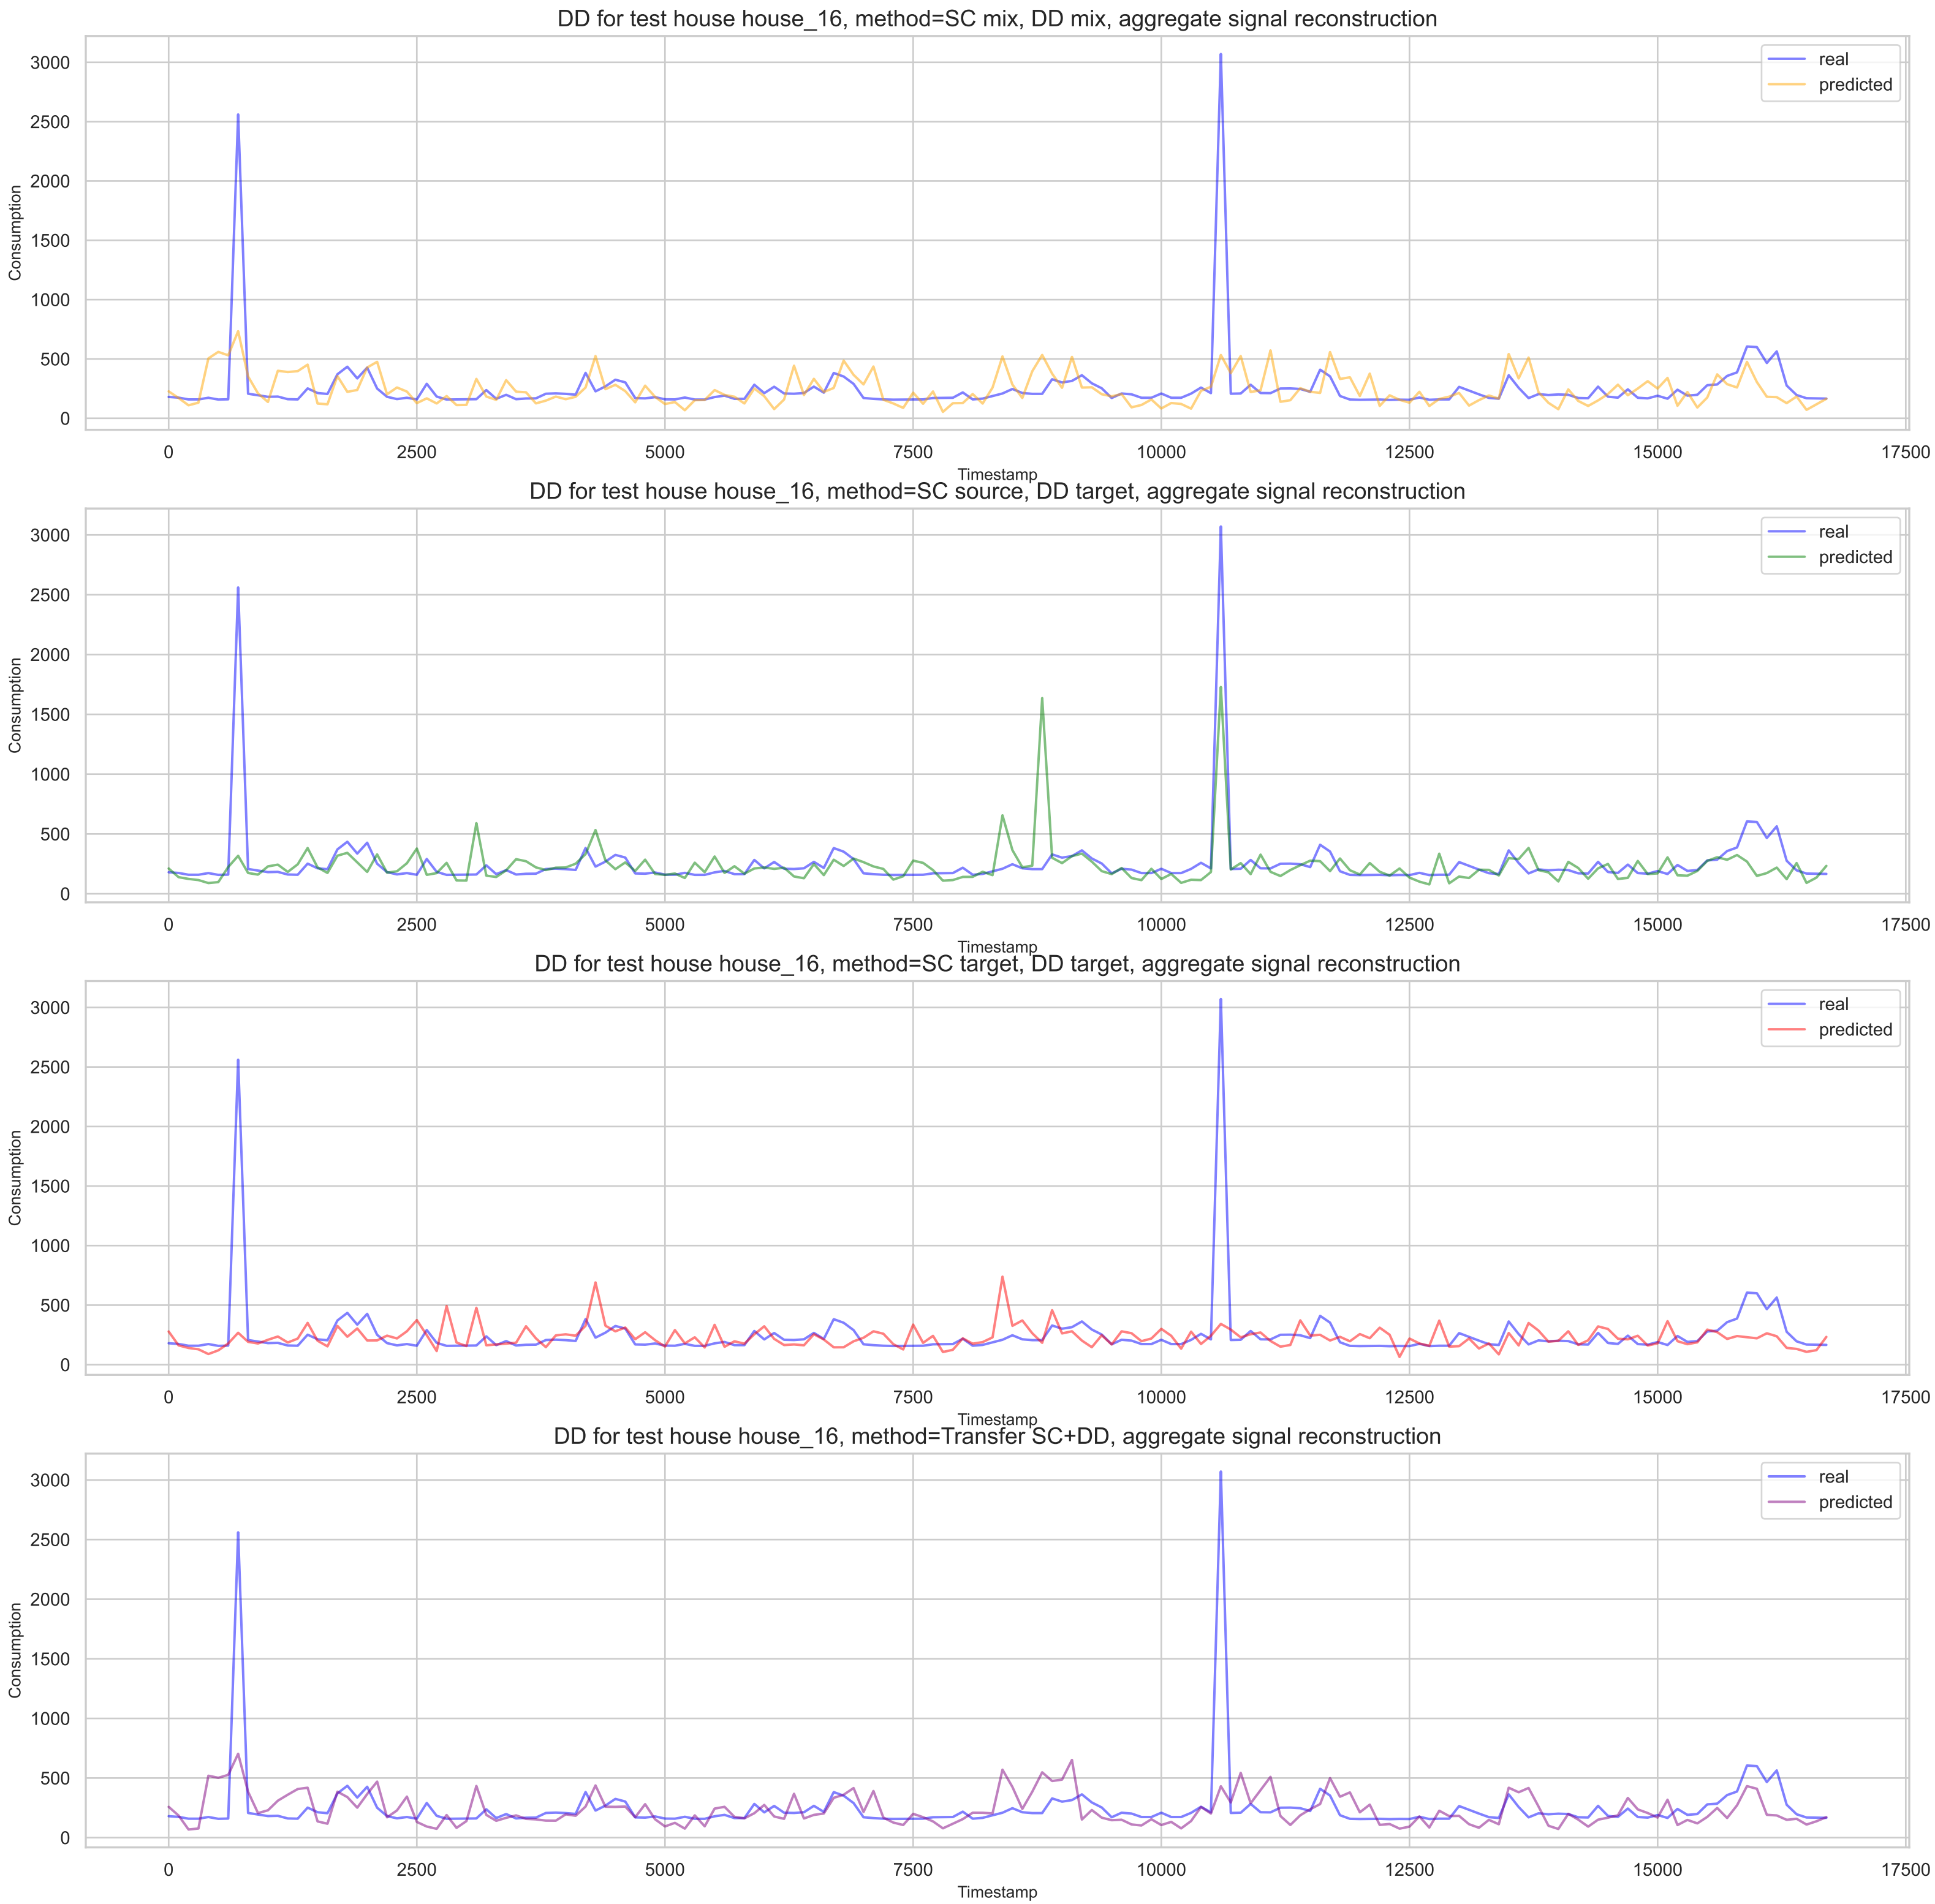 DD for test house house_16, method=SC mix, DD mix, aggregate signal reconstruction
3000
2500
2000
1500
1000
500
0
Consumption
real
predicted
0 2500 5000 7500 10000 12500 15000 17500
Timestamp
DD for test house house_16, method=SC source, DD target, aggregate signal reconstruction
3000
2500
2000
1500
1000
500
0
Consumption
real
predicted
0 2500 5000 7500 10000 12500 15000 17500
Timestamp
DD for test house house_16, method=SC target, DD target, aggregate signal reconstruction
3000
2500
2000
1500
1000
500
0
Consumption
real
predicted
0 2500 5000 7500 10000 12500 15000 17500
Timestamp
DD for test house house_16, method=Transfer SC+DD, aggregate signal reconstruction
3000
2500
2000
1500
1000
500
0
Consumption
real
predicted
0 2500 5000 7500 10000 12500 15000 17500
Timestamp